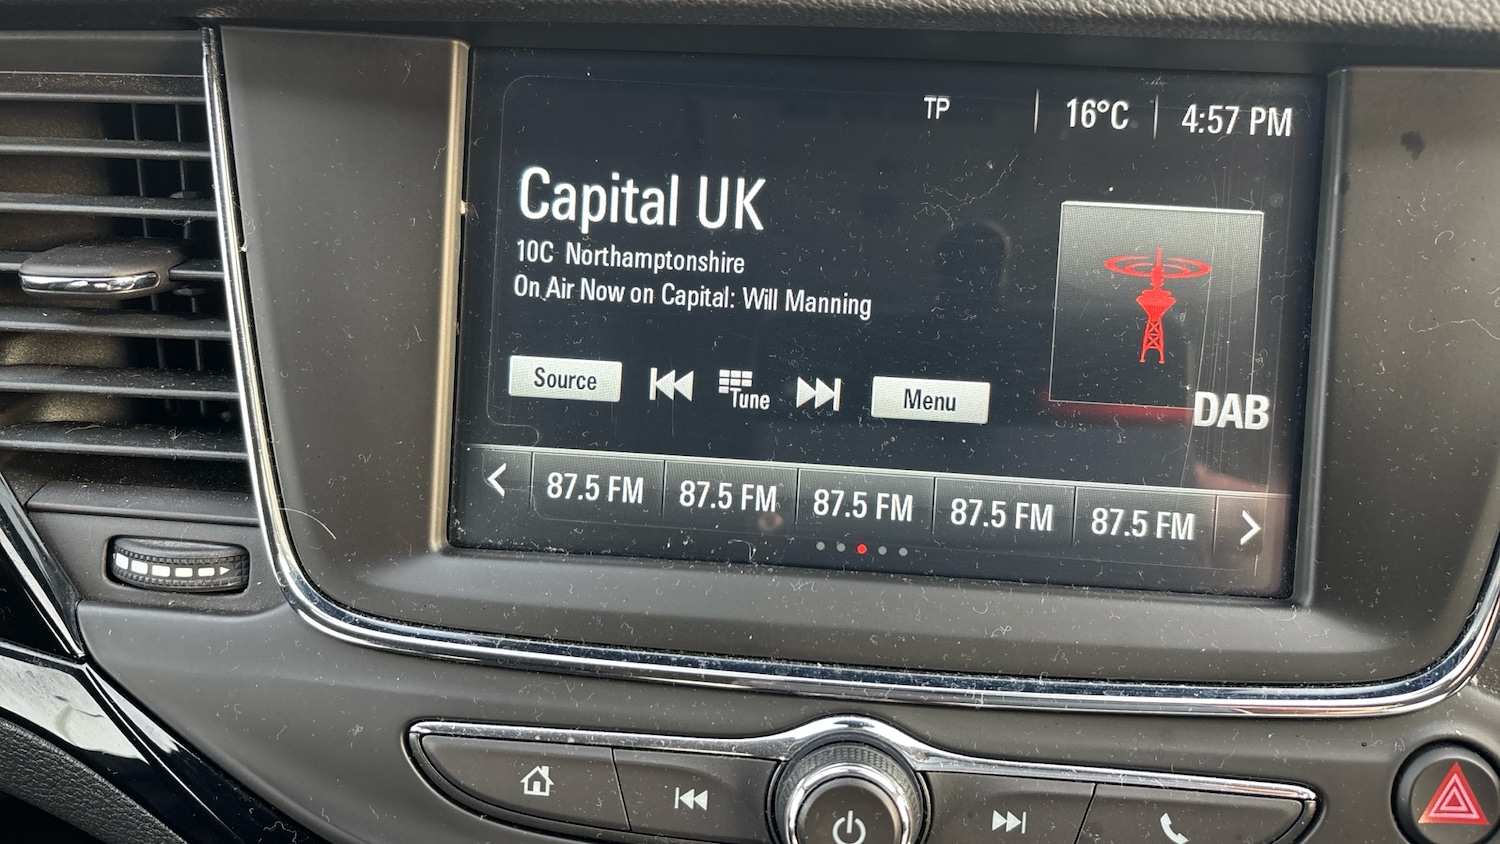 TP 16°C 4:57 PM
Capital UK
10C Northamptonshire
On Air Now on Capital: Will Manning
Source Tune Menu
DAB
87.5 FM 87.5 FM 87.5 FM 87.5 FM 87.5 FM